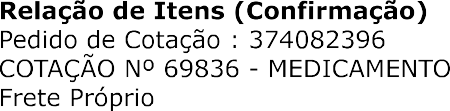 Relação de Itens (Confirmação)
Pedido de Cotação : 374082396
COTAÇÃO Nº 69836 - MEDICAMENTO
Frete Próprio